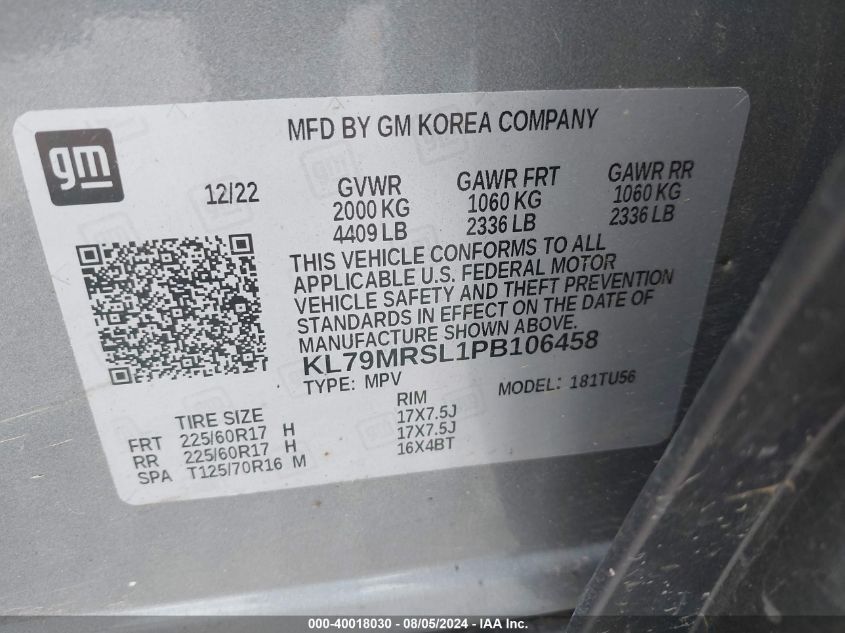 MFD BY GM KOREA COMPANY
gm
12/22
GVWR
2000 KG
4409 LB
GAWR FRT
1060 KG
2336 LB
GAWR RR
1060 KG
2336 LB
THIS VEHICLE CONFORMS TO ALL
APPLICABLE U.S. FEDERAL MOTOR
VEHICLE SAFETY AND THEFT PREVENTION
STANDARDS IN EFFECT ON THE DATE OF
MANUFACTURE SHOWN ABOVE.
KL79MRSL1PB106458
TYPE: MPV MODEL: 181TU56
TIRE SIZE RIM
FRT 225/60R17 H 17X7.5J
RR 225/60R17 H 17X7.5J
SPA T125/70R16 M 16X4BT
000-40018030 - 08/05/2024 - IAA Inc.